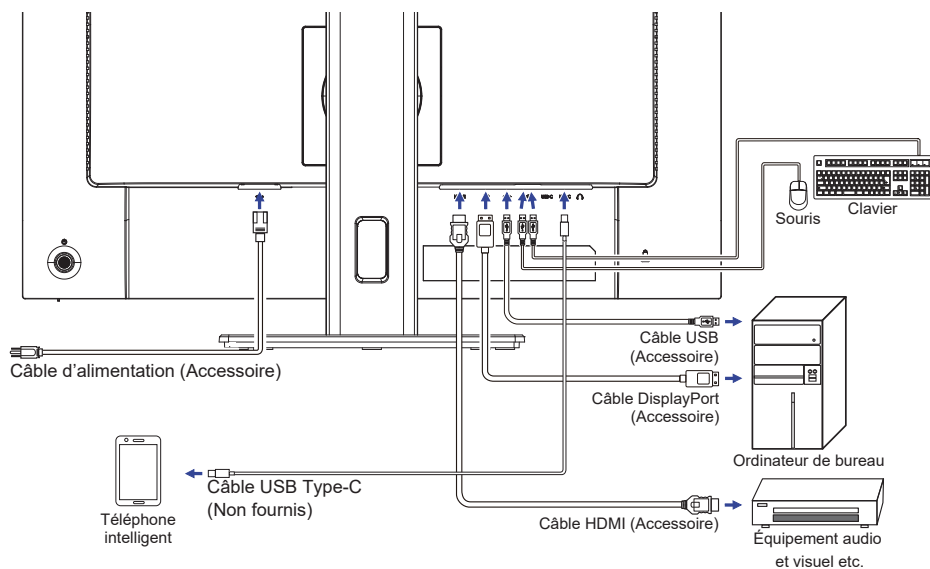 Souris
Clavier
Câble USB
(Accessoire)
Câble d’alimentation (Accessoire)
Câble DisplayPort
(Accessoire)
Ordinateur de bureau
Câble USB Type-C
(Non fournis)
Téléphone
intelligent
Câble HDMI (Accessoire)
Équipement audio
et visuel etc.